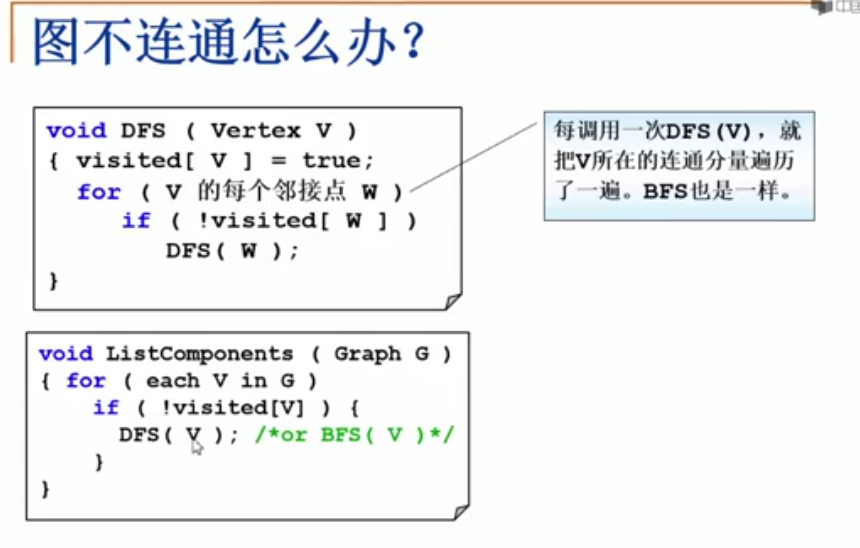 图不连通怎么办?
void DFS ( Vertex V )
{ visited[ V ] = true;
for ( V 的每个邻接点 W )
if ( !visited[ W ] )
DFS( W );
}
每调用一次DFS(V),就
把V所在的连通分量遍历
了一遍。BFS也是一样。
void ListComponents ( Graph G )
{ for ( each V in G )
if ( !visited[V] ) {
DFS( V ); /*or BFS( V )*/
}
}